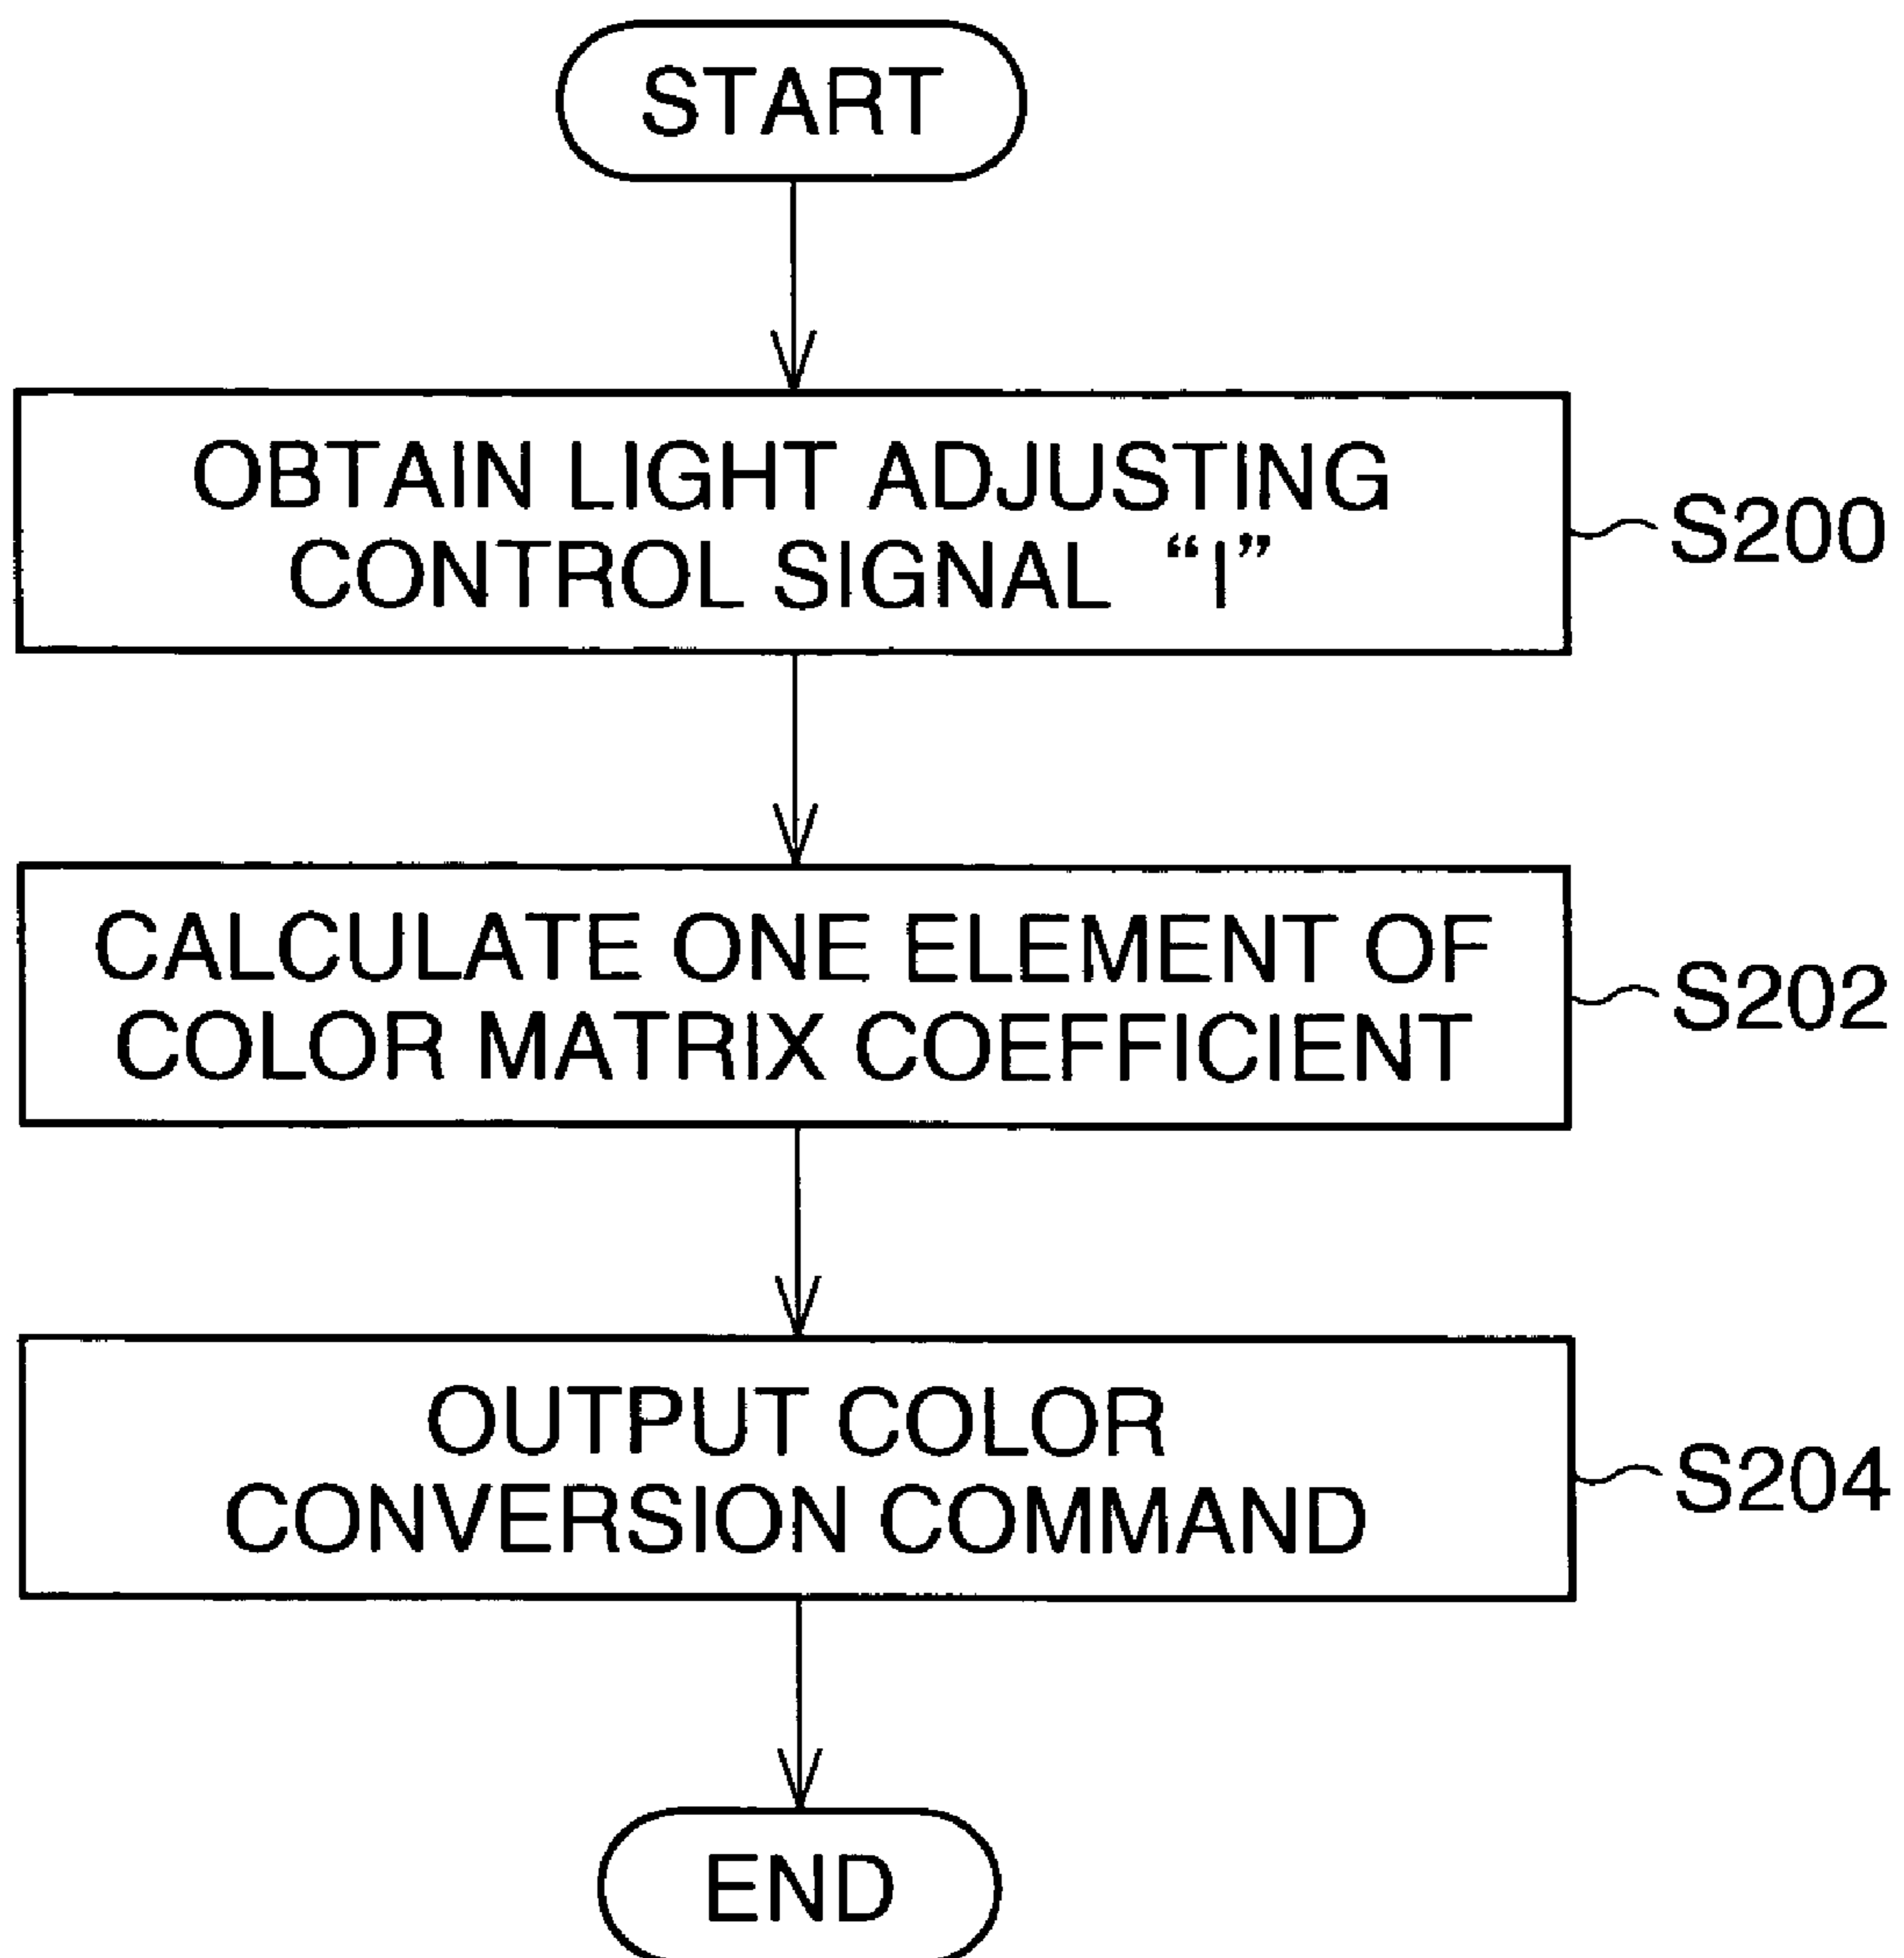 START
OBTAIN LIGHT ADJUSTING
CONTROL SIGNAL “I”
S200
CALCULATE ONE ELEMENT OF
COLOR MATRIX COEFFICIENT
S202
OUTPUT COLOR
CONVERSION COMMAND
S204
END